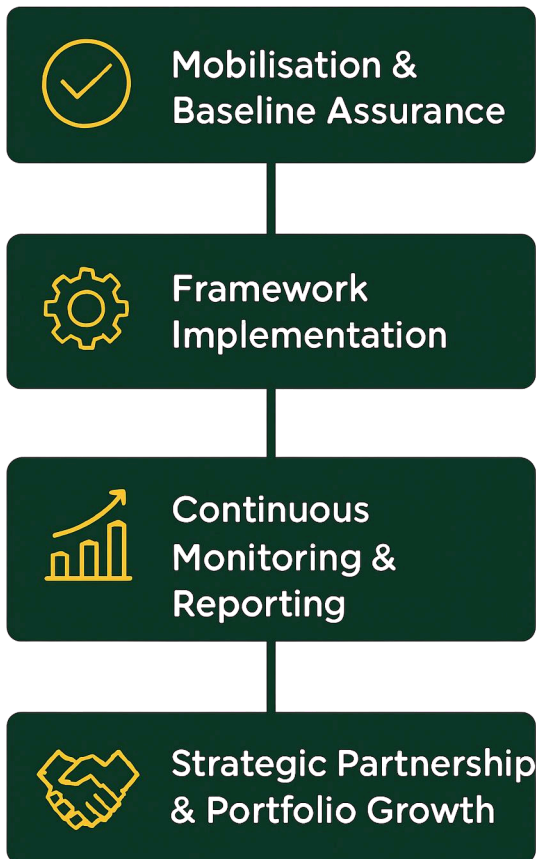 Mobilisation &
Baseline Assurance
Framework
Implementation
Continuous
Monitoring &
Reporting
Strategic Partnership
& Portfolio Growth